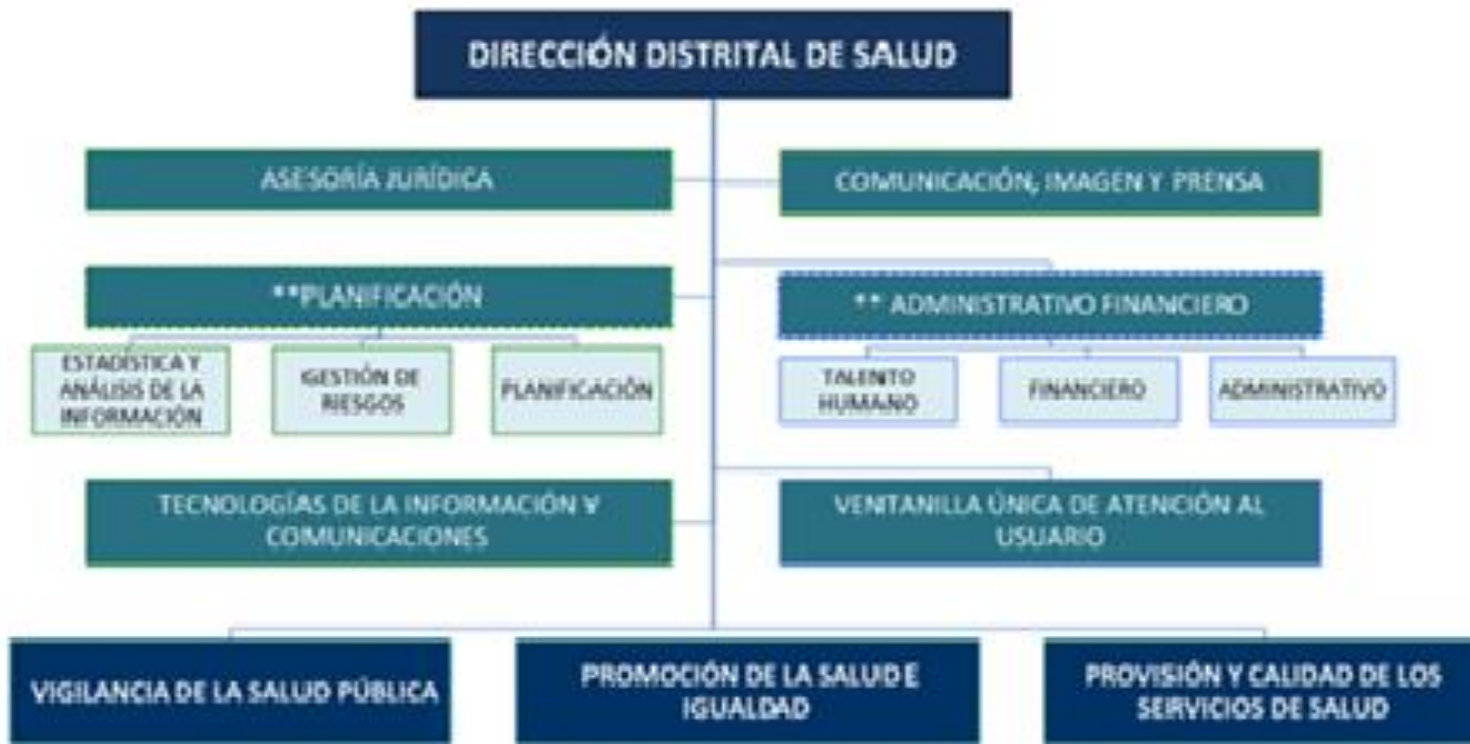 DIRECCIÓN DISTRITAL DE SALUD
ASESORÍA JURÍDICA
COMUNICACIÓN, IMAGEN Y PRENSA
**PLANIFICACIÓN
** ADMINISTRATIVO FINANCIERO
ESTADÍSTICA Y
ANÁLISIS DE LA
INFORMACIÓN
GESTIÓN DE
RIESGOS
PLANIFICACIÓN
TALENTO
HUMANO
FINANCIERO
ADMINISTRATIVO
TECNOLOGÍAS DE LA INFORMACIÓN Y
COMUNICACIONES
VENTANILLA ÚNICA DE ATENCIÓN AL
USUARIO
VIGILANCIA DE LA SALUD PÚBLICA
PROMOCIÓN DE LA SALUD E
IGUALDAD
PROVISIÓN Y CALIDAD DE LOS
SERVICIOS DE SALUD